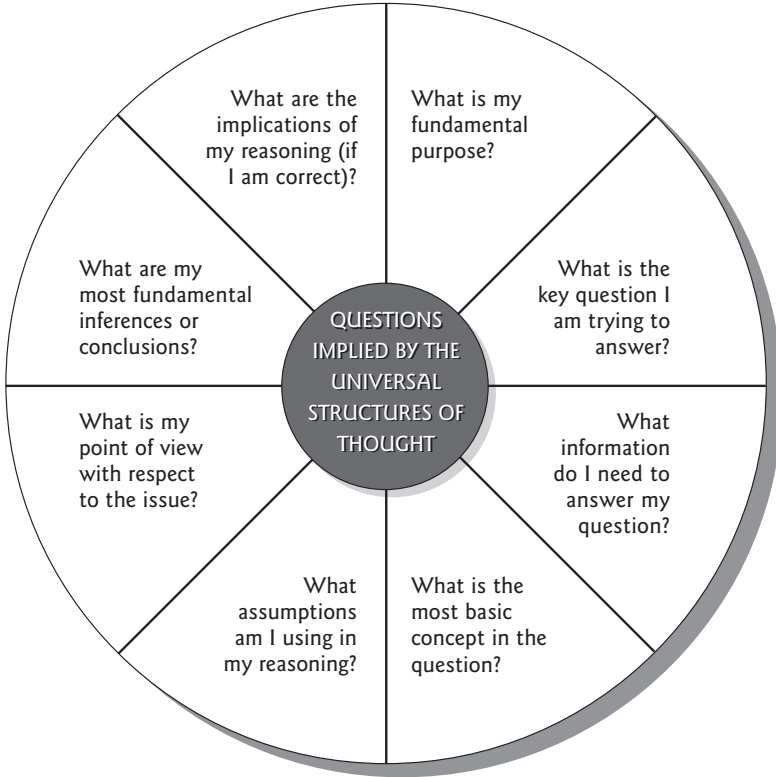 What are the
implications of
my reasoning (if
I am correct)?
What is my
fundamental
purpose?
What are my
most fundamental
inferences or
conclusions?
What is the
key question I
am trying to
answer?
QUESTIONS
IMPLIED BY THE
UNIVERSAL
STRUCTURES OF
THOUGHT
What is my
point of view
with respect
to the issue?
What
information
do I need to
answer my
question?
What
assumptions
am I using in
my reasoning?
What is the
most basic
concept in the
question?